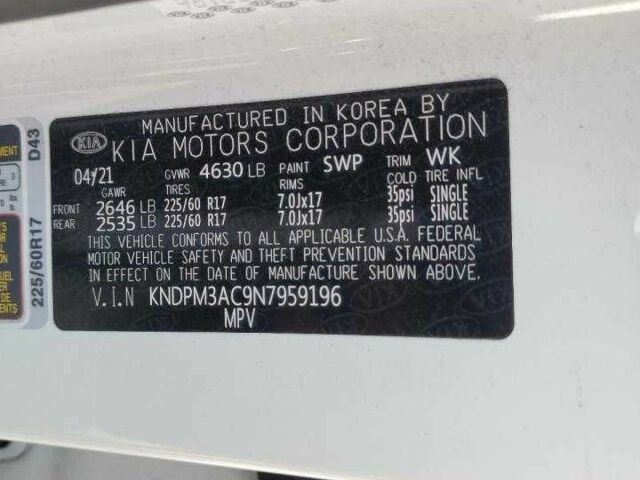 MANUFACTURED IN KOREA BY
KIA KIA MOTORS CORPORATION
04/21 GVWR 4630 LB PAINT SWP TRIM WK
GAWR TIRES RIMS COLD TIRE INFL
FRONT 2646 LB 225/60 R17 7.0Jx17 35psi SINGLE
REAR 2535 LB 225/60 R17 7.0Jx17 35psi SINGLE
THIS VEHICLE CONFORMS TO ALL APPLICABLE U.S.A. FEDERAL
MOTOR VEHICLE SAFETY AND THEFT PREVENTION STANDARDS
IN EFFECT ON THE DATE OF MANUFACTURE SHOWN ABOVE.
V.I.N KNDPM3AC9N7959196
MPV
225/60R17 D43